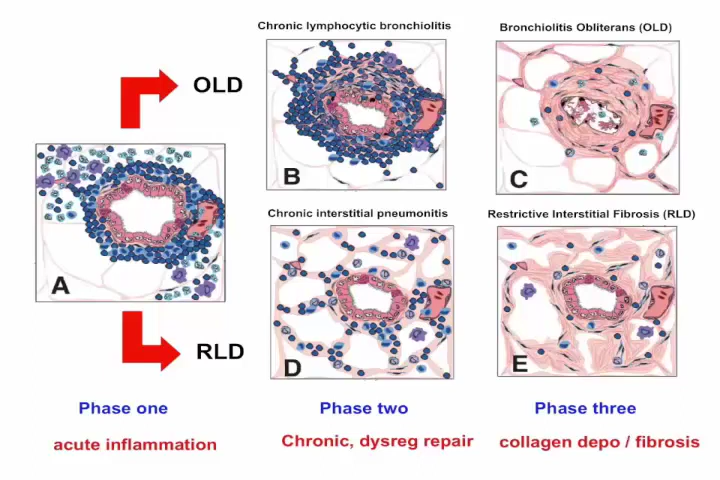 Chronic lymphocytic bronchiolitis
Bronchiolitis Obliterans (OLD)
OLD
B
C
Chronic interstitial pneumonitis
Restrictive Interstitial Fibrosis (RLD)
A
RLD
D
E
Phase one
Phase two
Phase three
acute inflammation
Chronic, dysreg repair
collagen depo / fibrosis